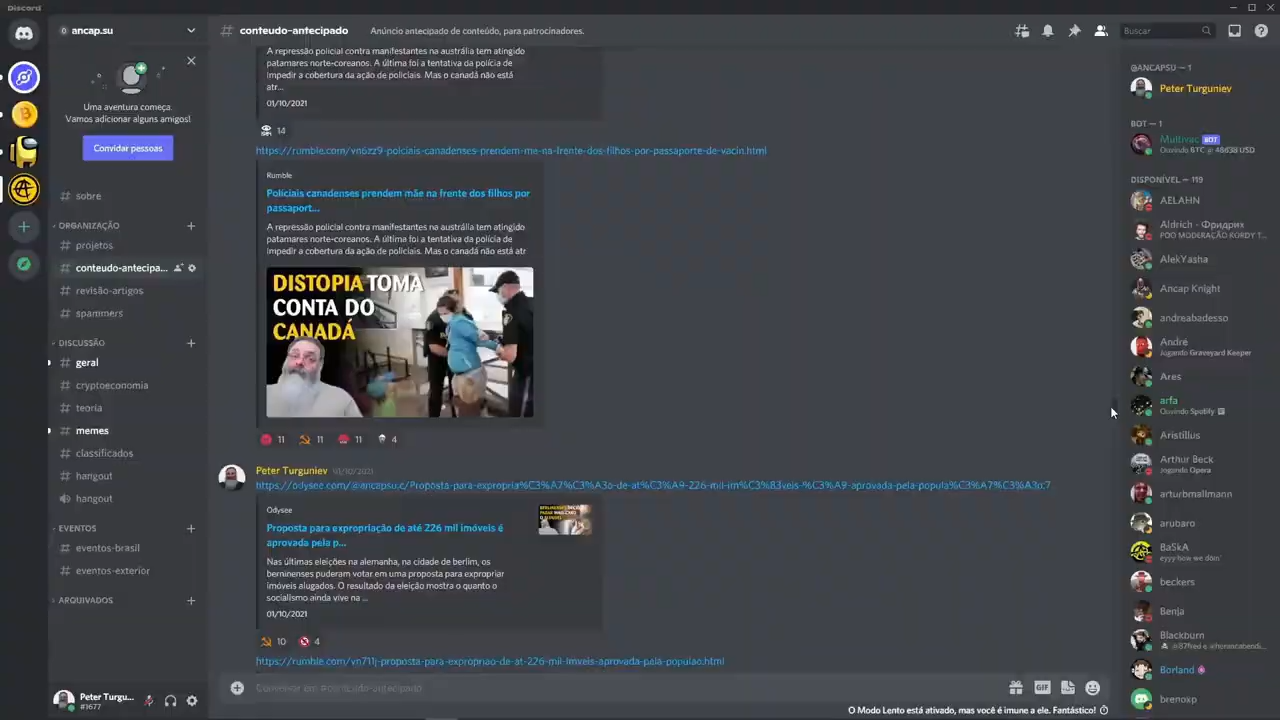 Discord
ancap.su
conteudo-antecipado
Anúncio antecipado de conteúdo, para patrocinadores.
Buscar
Uma aventura começa.
Vamos adicionar alguns amigos!
Convidar pessoas
sobre
ORGANIZAÇÃO
projetos
conteudo-antecipa...
revisão-artigos
spammers
DISCUSSÃO
geral
cryptoeconomia
teoria
memes
classificados
hangout
hangout
EVENTOS
eventos-brasil
eventos-exterior
ARQUIVADOS
Peter Turgu...
#1677
A repressão policial contra manifestantes na austrália tem atingido
patamares norte-coreanos. A última foi a tentativa da polícia de
impedir a cobertura da ação de policiais. Mas o canadá não está
atr...
01/10/2021
14
https://rumble.com/vn6zz9-policiais-canadenses-prendem-me-na-frente-dos-filhos-por-passaporte-de-vacin.html
Rumble
Policiais canadenses prendem mãe na frente dos filhos por
passaport...
A repressão policial contra manifestantes na austrália tem atingido
patamares norte-coreanos. A última foi a tentativa da polícia de
impedir a cobertura da ação de policiais. Mas o canadá não está atr
DISTOPIA TOMA
CONTA DO
CANADÁ
11 11 11 4
Peter Turguniev 01/10/2021
https://odysee.com/@ancapsu:c/Proposta-para-expropria%C3%A7%C3%A3o-de-at%C3%A9-226-mil-im%C3%B3veis-%C3%A9-aprovada-pela-popula%C3%A7%C3%A3o:7
Odysee
Proposta para expropriação de até 226 mil imóveis é
aprovada pela p...
Nas últimas eleições na alemanha, na cidade de berlim, os
berninenses puderam votar em uma proposta para expropriar
imóveis alugados. O resultado da eleição mostra o quanto o
socialismo ainda vive na ...
01/10/2021
10 4
https://rumble.com/vn711j-proposta-para-expropriao-de-at-226-mil-imveis-aprovada-pela-populao.html
Conversar em #conteudo-antecipado
GIF
O Modo Lento está ativado, mas você é imune a ele. Fantástico!
@ANCAPSU — 1
Peter Turguniev
BOT — 1
Multivac BOT
Ouvindo BTC @ 48638 USD
DISPONÍVEL — 119
AELAHN
Aldrich - Фридрих
POO MODERAÇÃO KORDY T...
AlekYasha
Ancap Knight
andreabadesso
André
Jogando Graveyard Keeper
Ares
arfa
Ouvindo Spotify
Aristillus
Arthur Beck
Jogando Opera
arturbmallmann
arubaro
BaSkA
eyyy bow we doin'
beckers
Benja
Blackburn
Borland
brenoxp